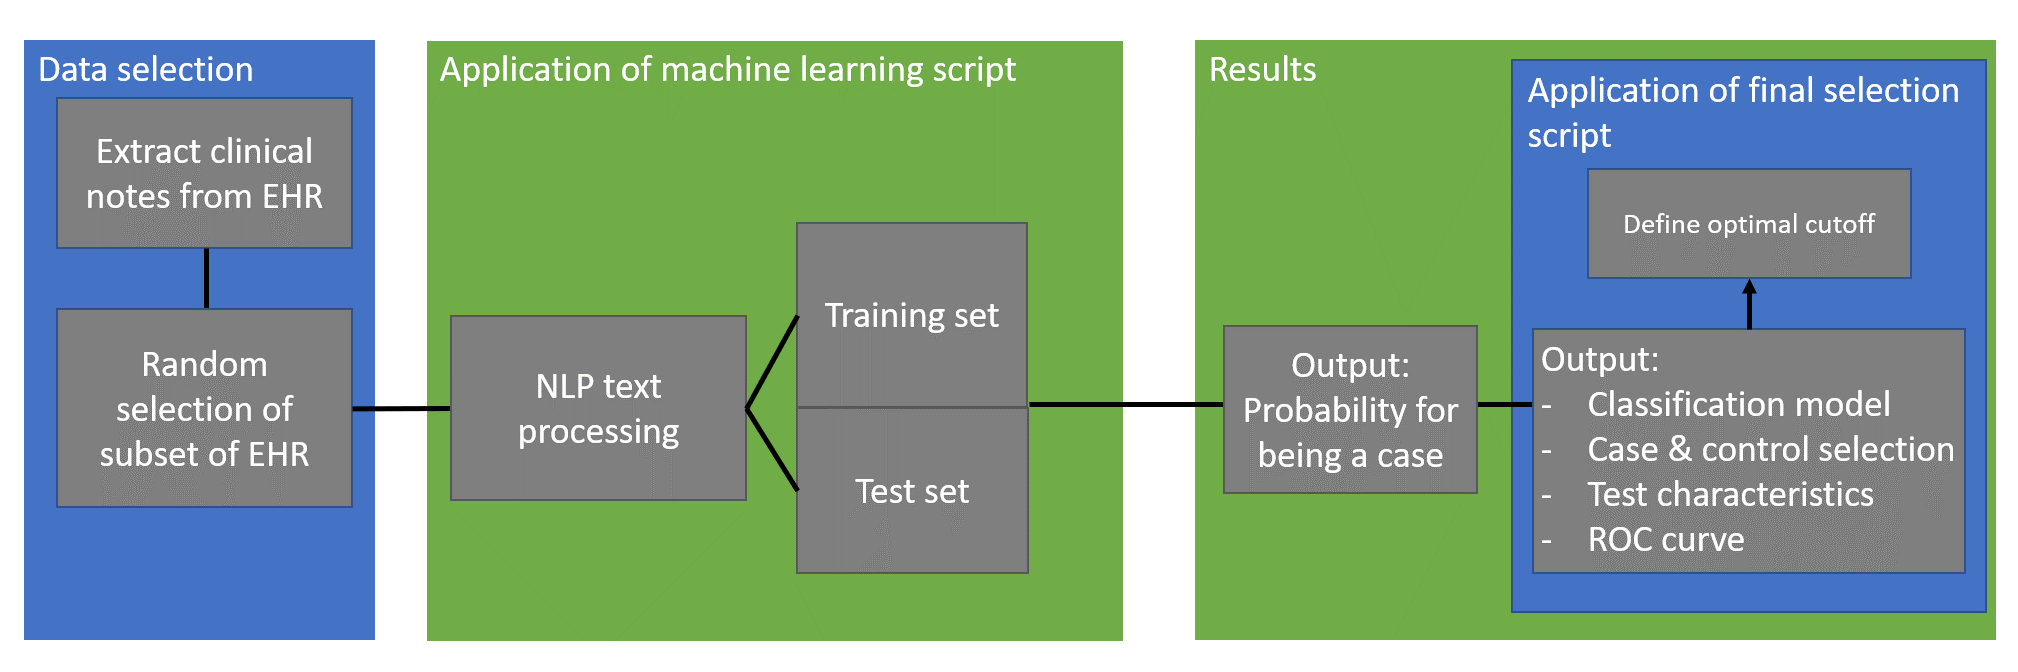 Data selection
Extract clinical
notes from EHR
Random
selection of
subset of EHR
Application of machine learning script
NLP text
processing
Training set
Test set
Results
Output:
Probability for
being a case
Application of final selection
script
Define optimal cutoff
Output:
- Classification model
- Case & control selection
- Test characteristics
- ROC curve